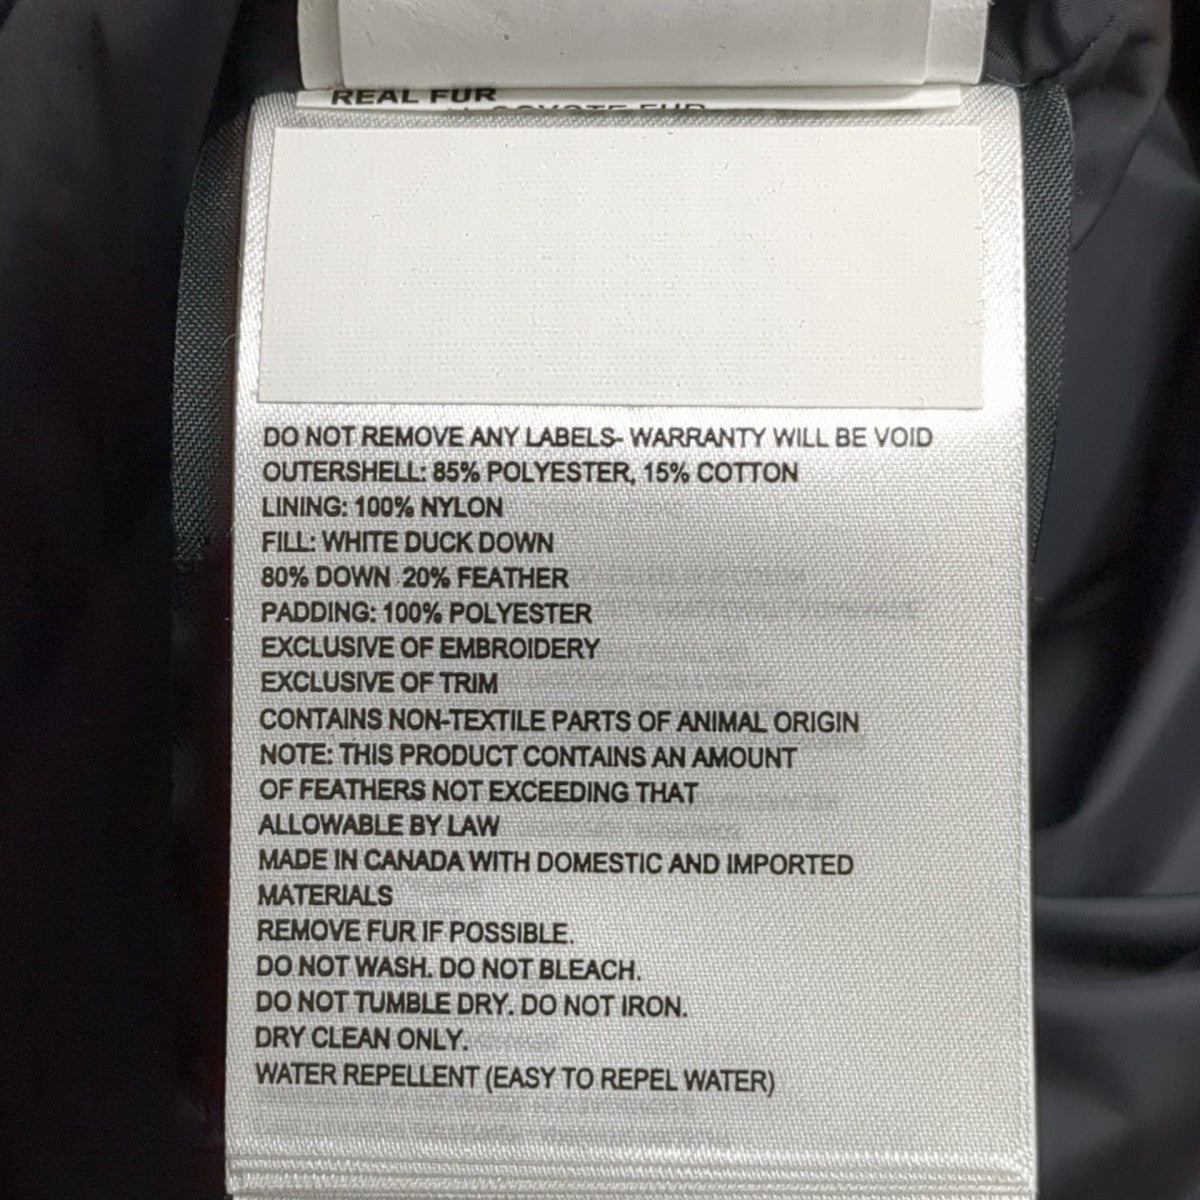 REAL FUR
COYOTE FUR
DO NOT REMOVE ANY LABELS- WARRANTY WILL BE VOID
OUTERSHELL: 85% POLYESTER, 15% COTTON
LINING: 100% NYLON
FILL: WHITE DUCK DOWN
80% DOWN 20% FEATHER
PADDING: 100% POLYESTER
EXCLUSIVE OF EMBROIDERY
EXCLUSIVE OF TRIM
CONTAINS NON-TEXTILE PARTS OF ANIMAL ORIGIN
NOTE: THIS PRODUCT CONTAINS AN AMOUNT
OF FEATHERS NOT EXCEEDING THAT
ALLOWABLE BY LAW
MADE IN CANADA WITH DOMESTIC AND IMPORTED
MATERIALS
REMOVE FUR IF POSSIBLE.
DO NOT WASH. DO NOT BLEACH.
DO NOT TUMBLE DRY. DO NOT IRON.
DRY CLEAN ONLY.
WATER REPELLENT (EASY TO REPEL WATER)